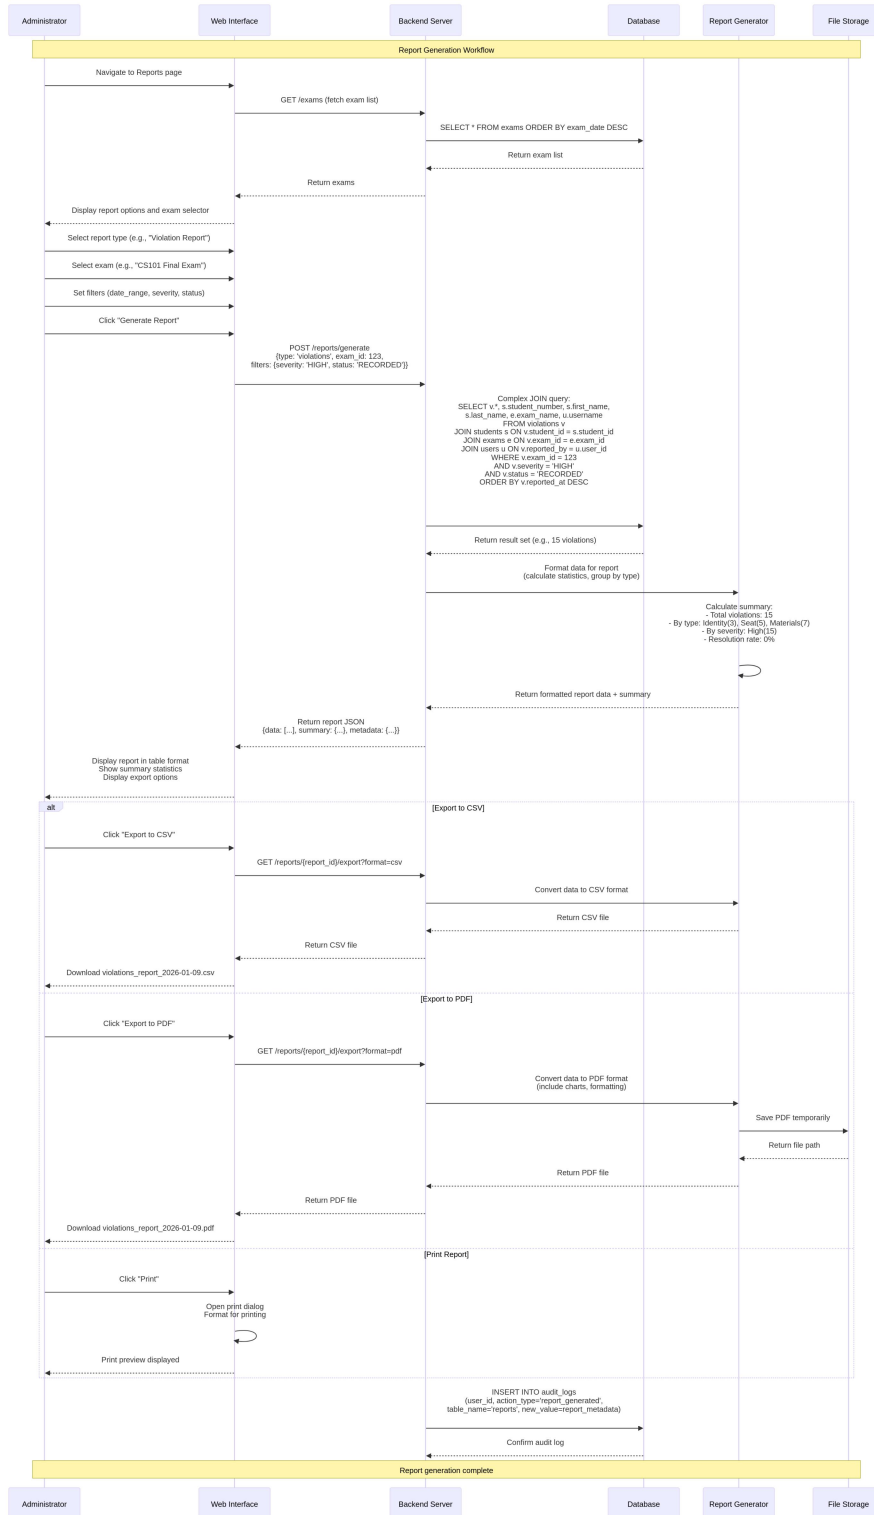 Administrator
Web Interface
Backend Server
Database
Report Generator
File Storage
Report Generation Workflow
Navigate to Reports page
GET /exams (fetch exam list)
SELECT * FROM exams ORDER BY exam_date DESC
Return exam list
Return exams
Display report options and exam selector
Select report type (e.g., "Violation Report")
Select exam (e.g., "CS101 Final Exam")
Set filters (date_range, severity, status)
Click "Generate Report"
POST /reports/generate
{type: 'violations', exam_id: 123,
filters: {severity: 'HIGH', status: 'RECORDED'}}
Complex JOIN query:
SELECT v.*, s.student_number, s.first_name,
s.last_name, e.exam_name, u.username
FROM violations v
JOIN students s ON v.student_id = s.student_id
JOIN exams e ON v.exam_id = e.exam_id
JOIN users u ON v.reported_by = u.user_id
WHERE v.exam_id = 123
AND v.severity = 'HIGH'
AND v.status = 'RECORDED'
ORDER BY v.reported_at DESC
Return result set (e.g., 15 violations)
Format data for report
(calculate statistics, group by type)
Calculate summary:
- Total violations: 15
- By type: Identity(3), Seat(5), Materials(7)
- By severity: High(15)
- Resolution rate: 0%
Return formatted report data + summary
Return report JSON
{data: [...], summary: {...}, metadata: {...}}
Display report in table format
Show summary statistics
Display export options
alt
[Export to CSV]
Click "Export to CSV"
GET /reports/{report_id}/export?format=csv
Convert data to CSV format
Return CSV file
Return CSV file
Download violations_report_2026-01-09.csv
[Export to PDF]
Click "Export to PDF"
GET /reports/{report_id}/export?format=pdf
Convert data to PDF format
(include charts, formatting)
Save PDF temporarily
Return file path
Return PDF file
Return PDF file
Download violations_report_2026-01-09.pdf
[Print Report]
Click "Print"
Open print dialog
Format for printing
Print preview displayed
INSERT INTO audit_logs
(user_id, action_type='report_generated',
table_name='reports', new_value=report_metadata)
Confirm audit log
Report generation complete
Administrator
Web Interface
Backend Server
Database
Report Generator
File Storage